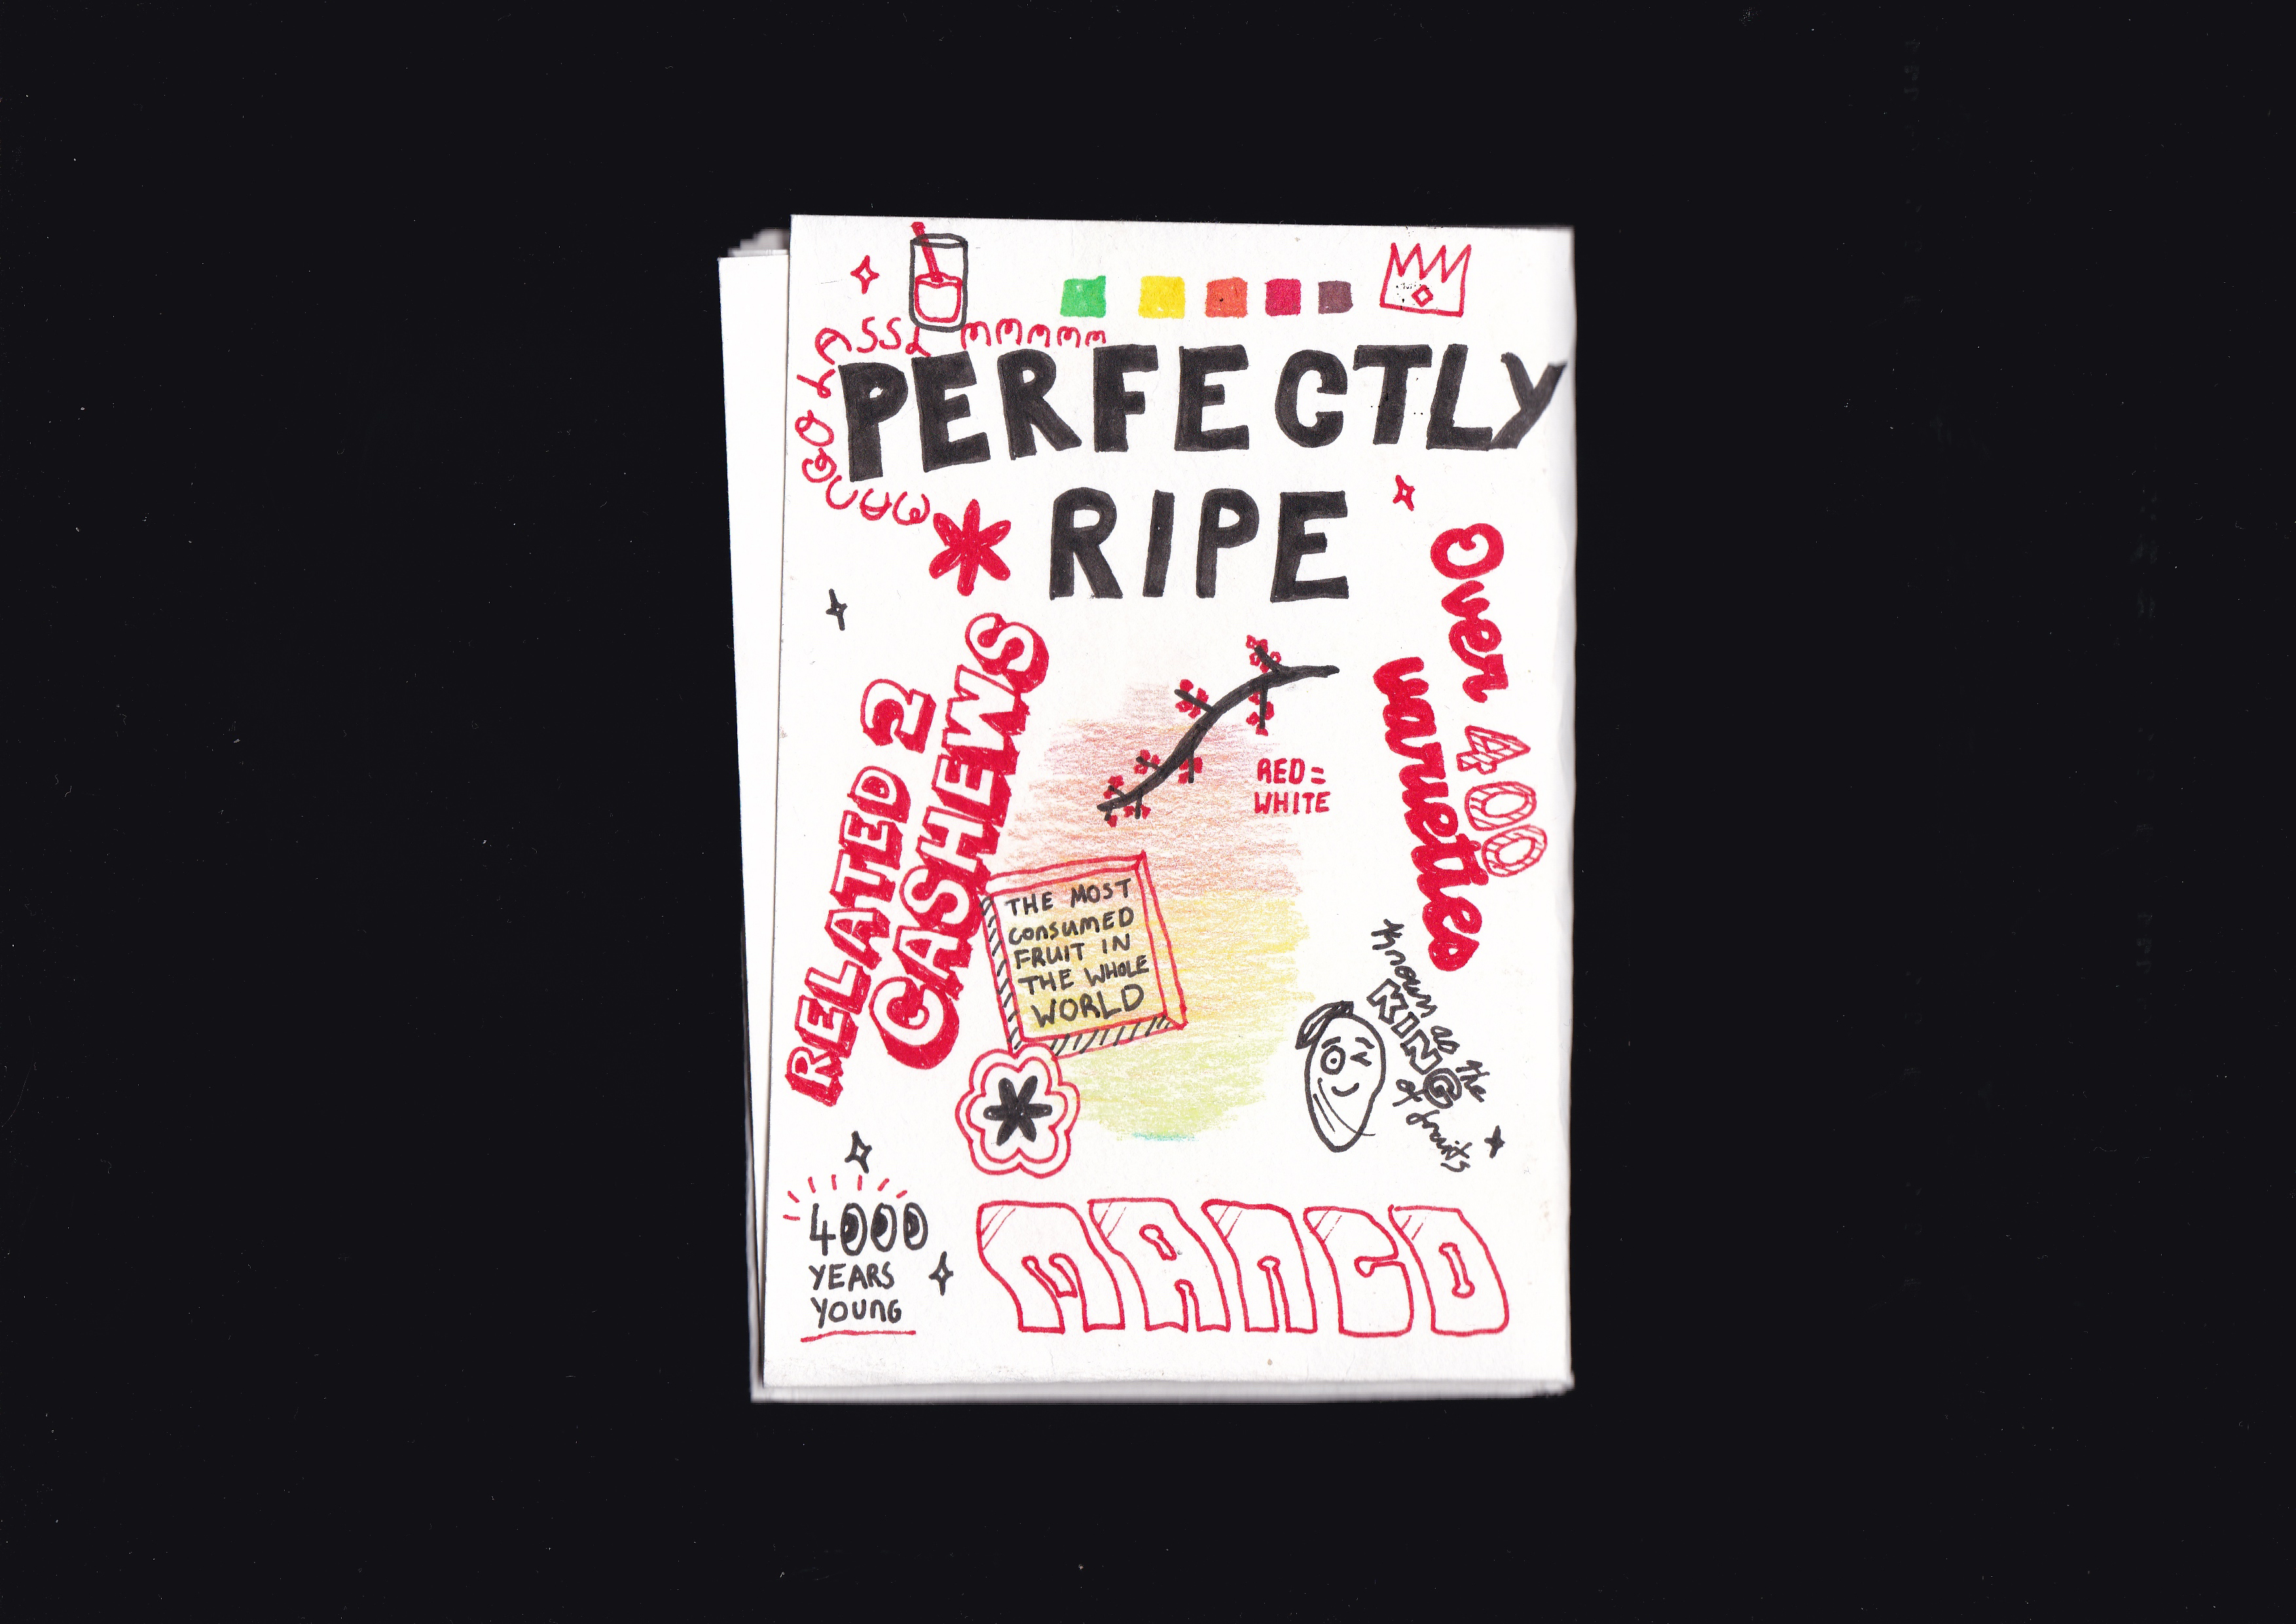 MANGO LASSI mmmmm
PERFECTLY
RIPE
Over 400
varieties
RELATED 2
CASHEWS
RED =
WHITE
THE MOST
consumED
FRUIT IN
THE WHOLE
WORLD
known as the
KING
of fruits
4000
YEARS
YOUnG
MANGO